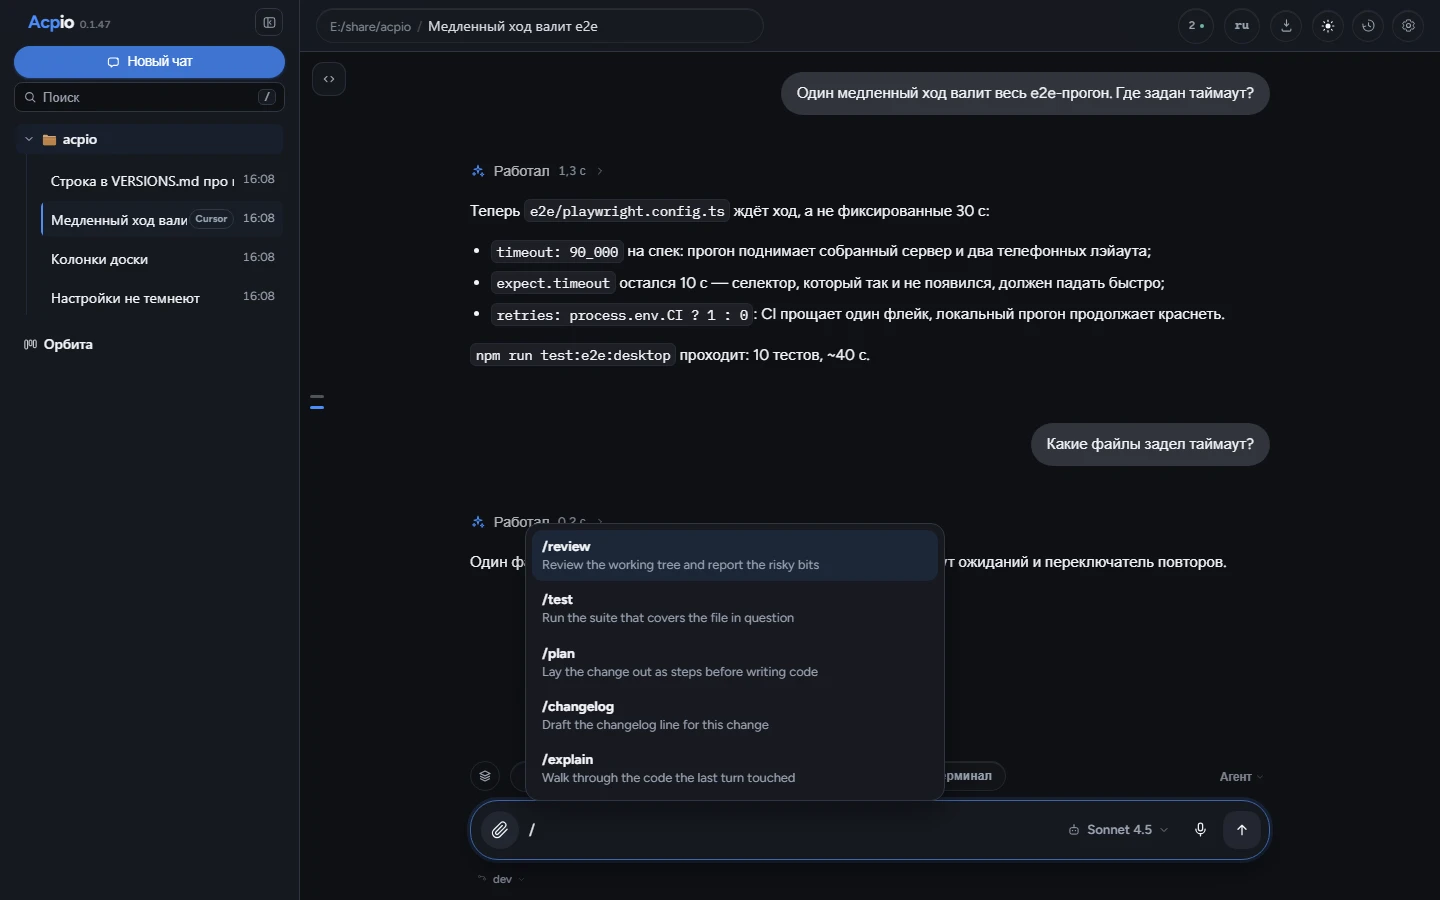 Acpio 0.1.47
Новый чат
Поиск /
acpio
Строка в VERSIONS.md про 16:08
Медленный ход вали Cursor 16:08
Колонки доски 16:08
Настройки не темнеют 16:08
Орбита
E:/share/acpio / Медленный ход валит e2e
2 ru
Один медленный ход валит весь e2e-прогон. Где задан таймаут?
Работал 1,3 с
Теперь e2e/playwright.config.ts ждёт ход, а не фиксированные 30 с:
• timeout: 90_000 на спек: прогон поднимает собранный сервер и два телефонных лэйаута;
• expect.timeout остался 10 с — селектор, который так и не появился, должен падать быстро;
• retries: process.env.CI ? 1 : 0 : CI прощает один флейк, локальный прогон продолжает краснеть.
npm run test:e2e:desktop проходит: 10 тестов, ~40 с.
Какие файлы задел таймаут?
Работал 0,2 с
Один ут ожиданий и переключатель повторов.
/review
Review the working tree and report the risky bits
/test
Run the suite that covers the file in question
/plan
Lay the change out as steps before writing code
/changelog
Draft the changelog line for this change
/explain
Walk through the code the last turn touched
ерминал
Агент
/
Sonnet 4.5
dev